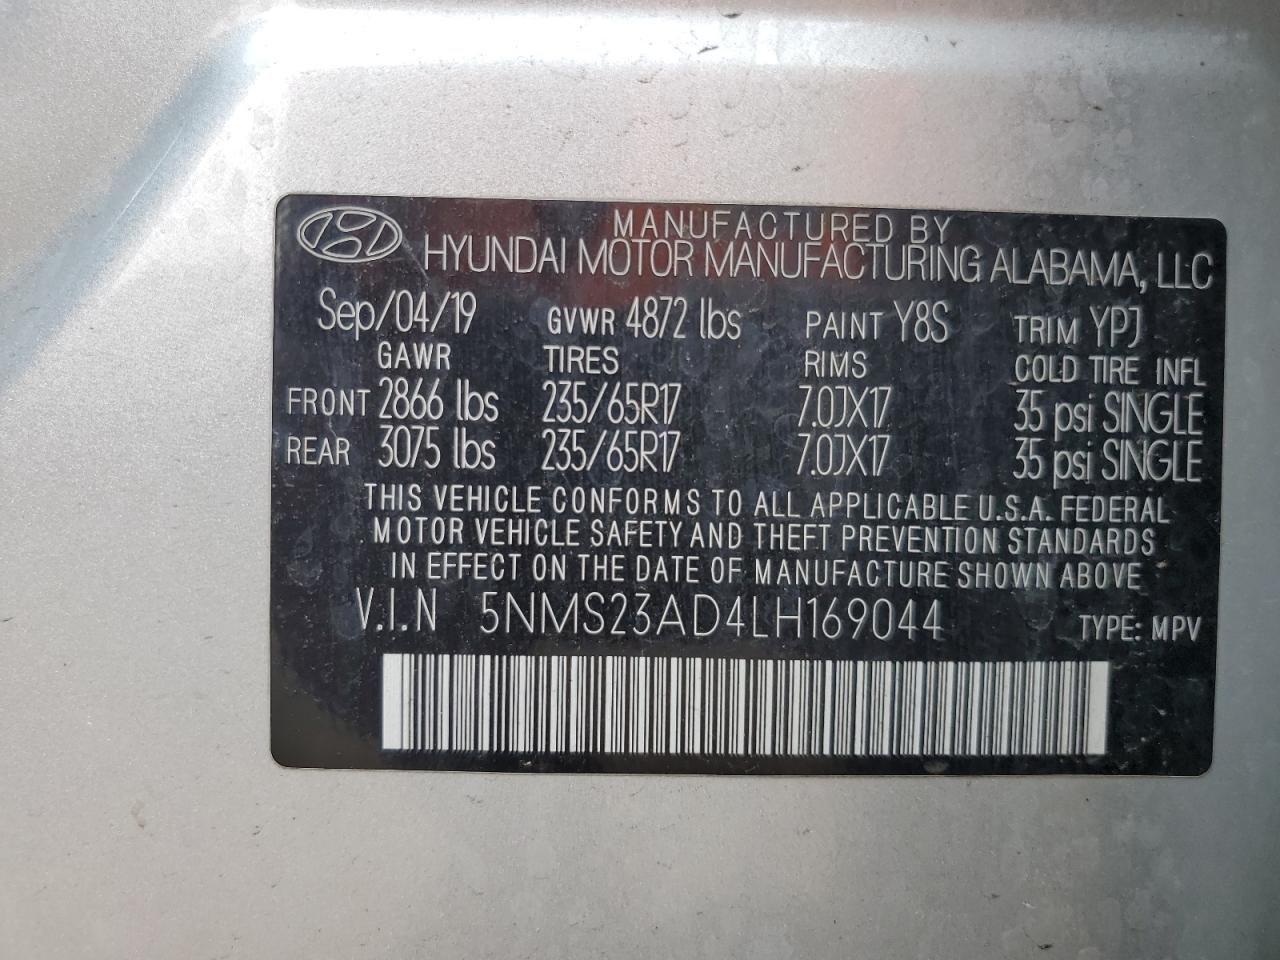 MANUFACTURED BY
HYUNDAI MOTOR MANUFACTURING ALABAMA, LLC
Sep/04/19 GVWR 4872 lbs PAINT Y8S TRIM YPJ
GAWR TIRES RIMS COLD TIRE INFL
FRONT 2866 lbs 235/65R17 7.0JX17 35 psi SINGLE
REAR 3075 lbs 235/65R17 7.0JX17 35 psi SINGLE
THIS VEHICLE CONFORMS TO ALL APPLICABLE U.S.A. FEDERAL
MOTOR VEHICLE SAFETY AND THEFT PREVENTION STANDARDS
IN EFFECT ON THE DATE OF MANUFACTURE SHOWN ABOVE
V.I.N 5NMS23AD4LH169044 TYPE: MPV